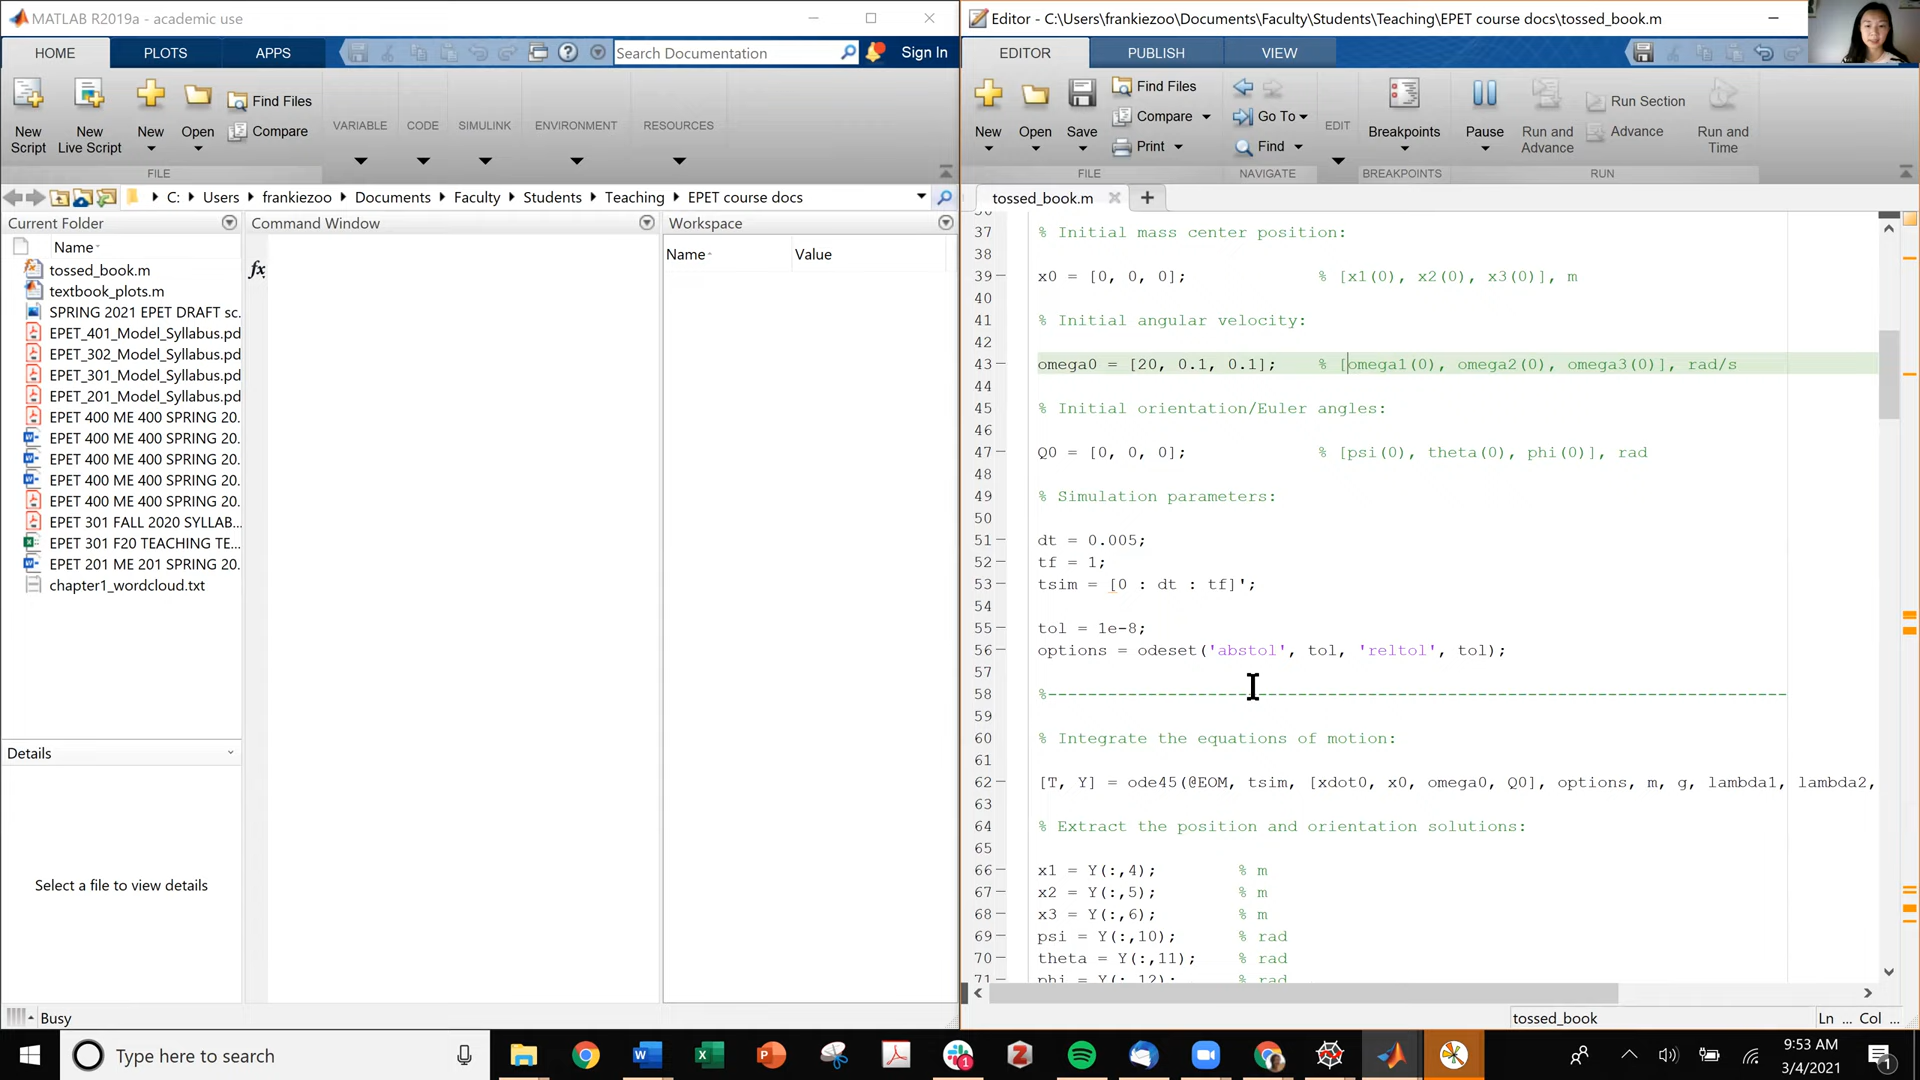 MATLAB R2019a - academic use
HOME
PLOTS
APPS
Search Documentation
Sign In
New Script
New Live Script
New
Open
Find Files
Compare
VARIABLE
CODE
SIMULINK
ENVIRONMENT
RESOURCES
FILE
C: Users frankiezoo Documents Faculty Students Teaching EPET course docs
Current Folder
Name
tossed_book.m
textbook_plots.m
SPRING 2021 EPET DRAFT sc.
EPET_401_Model_Syllabus.pd
EPET_302_Model_Syllabus.pd
EPET_301_Model_Syllabus.pd
EPET_201_Model_Syllabus.pd
EPET 400 ME 400 SPRING 20.
EPET 400 ME 400 SPRING 20.
EPET 400 ME 400 SPRING 20.
EPET 400 ME 400 SPRING 20.
EPET 400 ME 400 SPRING 20.
EPET 301 FALL 2020 SYLLAB...
EPET 301 F20 TEACHING TE...
EPET 201 ME 201 SPRING 20.
chapter1_wordcloud.txt
Details
Select a file to view details
Busy
Command Window
fx
Workspace
Name
Value
Editor - C:\Users\frankiezoo\Documents\Faculty\Students\Teaching\EPET course docs\tossed_book.m
EDITOR
PUBLISH
VIEW
New
Open
Save
Find Files
Compare
Print
Go To
Find
EDIT
Breakpoints
Pause
Run and Advance
Run Section
Advance
Run and Time
FILE
NAVIGATE
BREAKPOINTS
RUN
tossed_book.m
37 % Initial mass center position:
38
39 x0 = [0, 0, 0]; % [x1(0), x2(0), x3(0)], m
40
41 % Initial angular velocity:
42
43 omega0 = [20, 0.1, 0.1]; % [omega1(0), omega2(0), omega3(0)], rad/s
44
45 % Initial orientation/Euler angles:
46
47 Q0 = [0, 0, 0]; % [psi(0), theta(0), phi(0)], rad
48
49 % Simulation parameters:
50
51 dt = 0.005;
52 tf = 1;
53 tsim = [0 : dt : tf]';
54
55 tol = 1e-8;
56 options = odeset('abstol', tol, 'reltol', tol);
57
58 %--------------------------------------------------------------------------
59
60 % Integrate the equations of motion:
61
62 [T, Y] = ode45(@EOM, tsim, [xdot0, x0, omega0, Q0], options, m, g, lambda1, lambda2,
63
64 % Extract the position and orientation solutions:
65
66 x1 = Y(:,4); % m
67 x2 = Y(:,5); % m
68 x3 = Y(:,6); % m
69 psi = Y(:,10); % rad
70 theta = Y(:,11); % rad
71 phi = Y(:,12); % rad
tossed_book
Ln ... Col ...
Type here to search
9:53 AM
3/4/2021